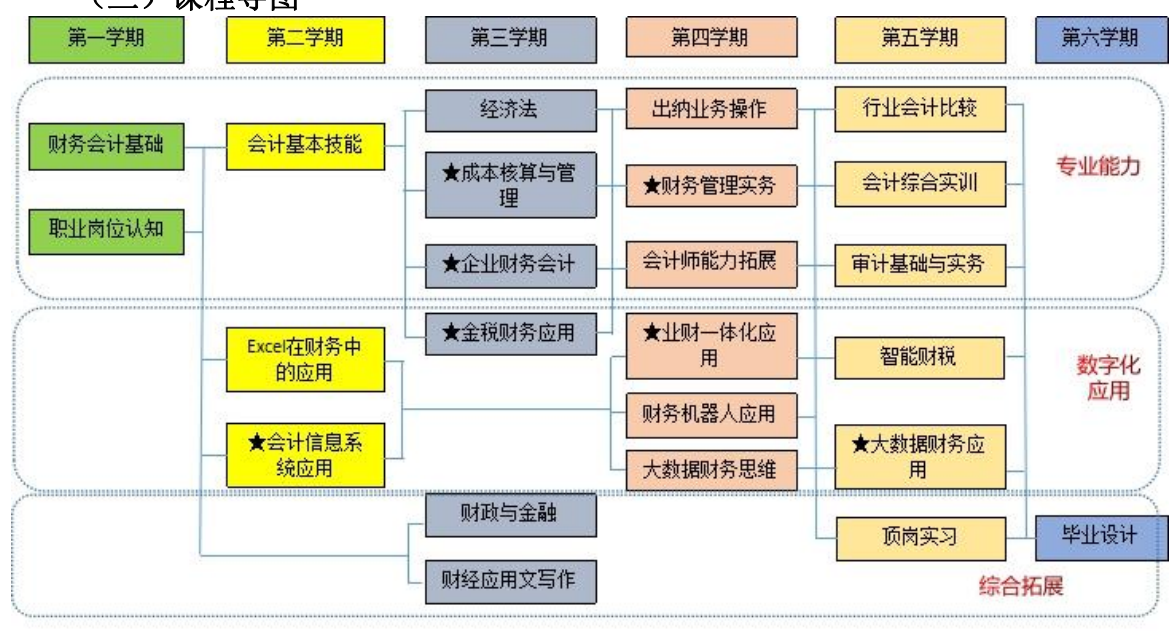 （二）课程导图
第一学期
第二学期
第三学期
第四学期
第五学期
第六学期
财务会计基础
职业岗位认知
会计基本技能
经济法
★成本核算与管
理
★企业财务会计
出纳业务操作
★财务管理实务
会计师能力拓展
行业会计比较
会计综合实训
审计基础与实务
专业能力
Excel在财务中
的应用
★会计信息系
统应用
★金税财务应用
★业财一体化应
用
财务机器人应用
大数据财务思维
智能财税
★大数据财务应
用
数字化
应用
财政与金融
财经应用文写作
顶岗实习
毕业设计
综合拓展